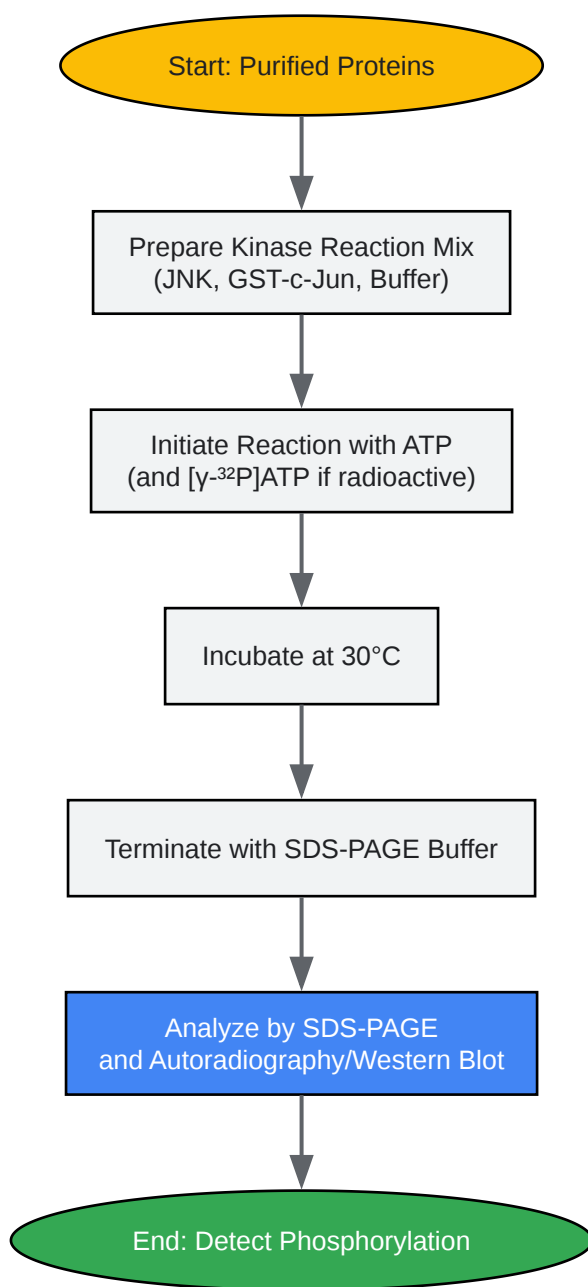 Start: Purified Proteins
Prepare Kinase Reaction Mix
(JNK, GST-c-Jun, Buffer)
Initiate Reaction with ATP
(and [γ-³²P]ATP if radioactive)
Incubate at 30°C
Terminate with SDS-PAGE Buffer
Analyze by SDS-PAGE
and Autoradiography/Western Blot
End: Detect Phosphorylation